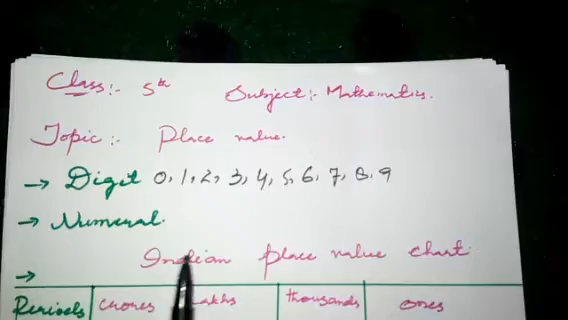 Class:- 5th Subject:- Mathematics.
Topic:- Place value.
→ Digit 0, 1, 2, 3, 4, 5, 6, 7, 8, 9
→ Numeral.
→ Indian place value chart
Periods crores lakhs thousands ones